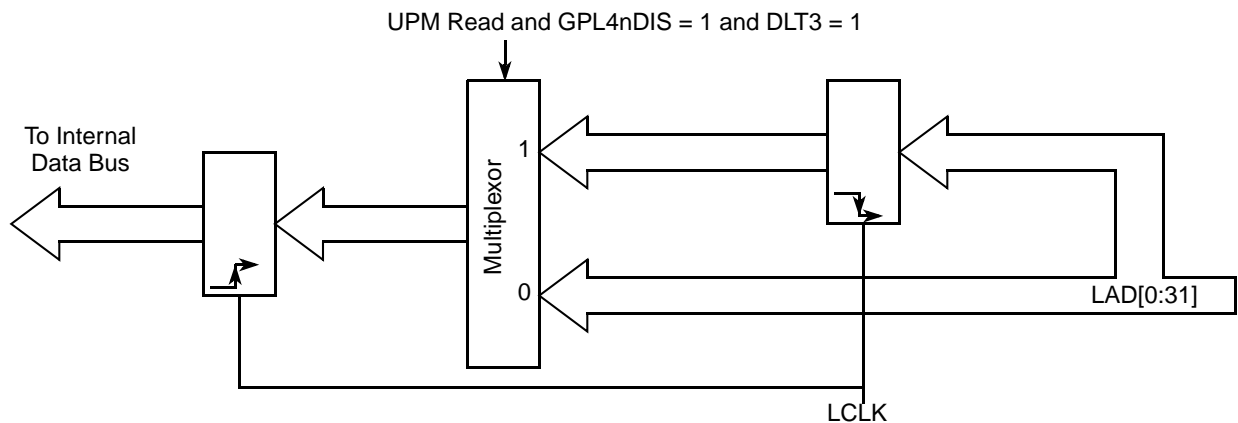 UPM Read and GPL4nDIS = 1 and DLT3 = 1
To Internal
Data Bus
1
Multiplexor
0
LAD[0:31]
LCLK